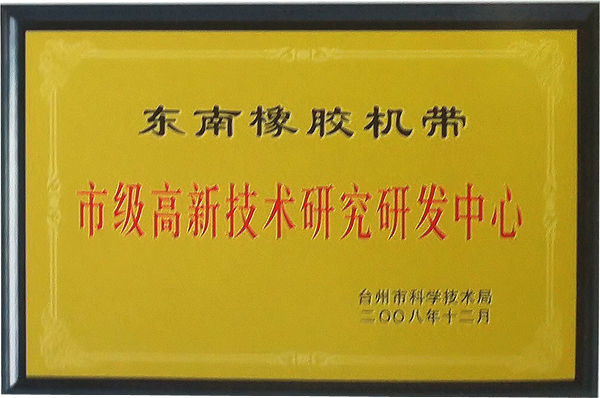 东南橡胶机带
市级高新技术研究研发中心
台州市科学技术局
二〇〇八年十二月